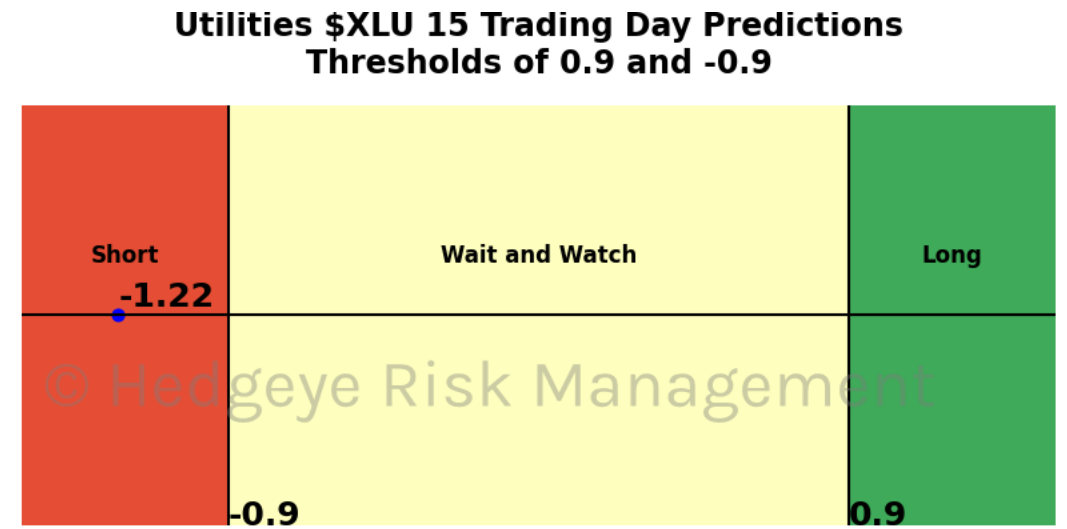 Utilities $XLU 15 Trading Day Predictions
Thresholds of 0.9 and -0.9
Short
Wait and Watch
Long
-1.22
© Hedgeye Risk Management
-0.9
0.9